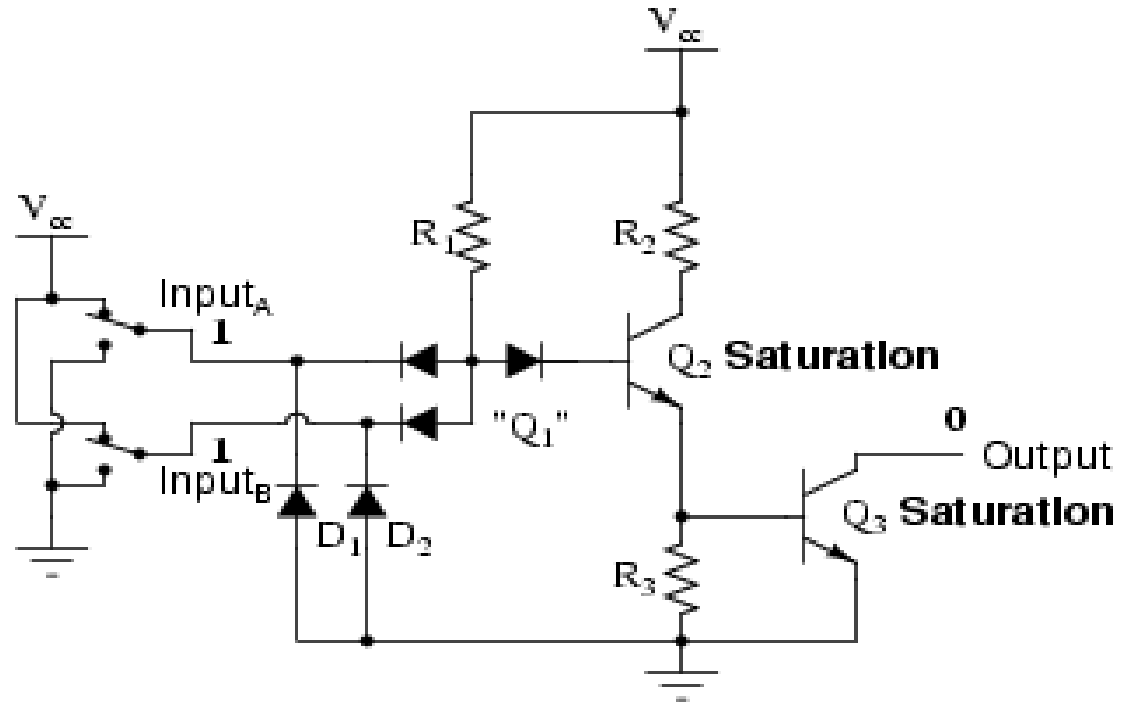 Vcc
Vcc
R1
R2
InputA
1
Q2 Saturation
"Q1"
0
1
Output
InputB
D1
D2
Q3 Saturation
R3